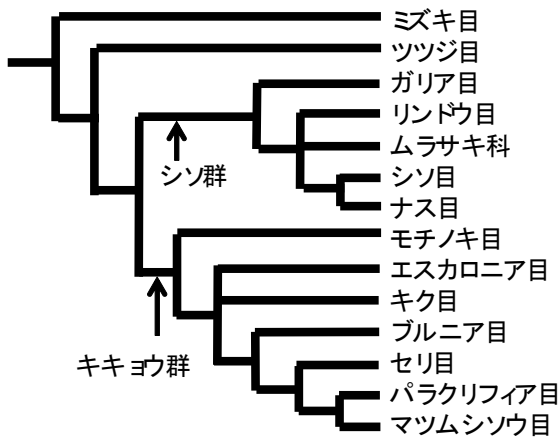 ミズキ目
ツツジ目
ガリア目
リンドウ目
ムラサキ科
シソ群
シソ目
ナス目
モチノキ目
エスカロニア目
キク目
ブルニア目
キキョウ群
セリ目
パラクリフィア目
マツムシソウ目